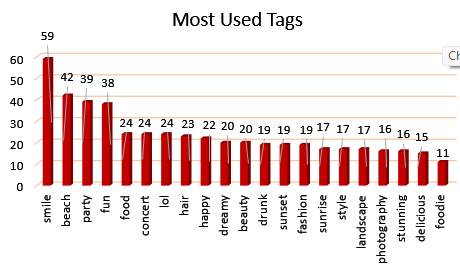 Most Used Tags
Ch
59
42
39
38
24
24
24
23
22
20
20
19
19
19
17
17
17
16
16
15
11
60
50
40
30
20
10
0
smile
beach
party
fun
food
concert
lol
hair
happy
dreamy
beauty
drunk
sunset
fashion
sunrise
style
landscape
photography
stunning
delicious
foodie